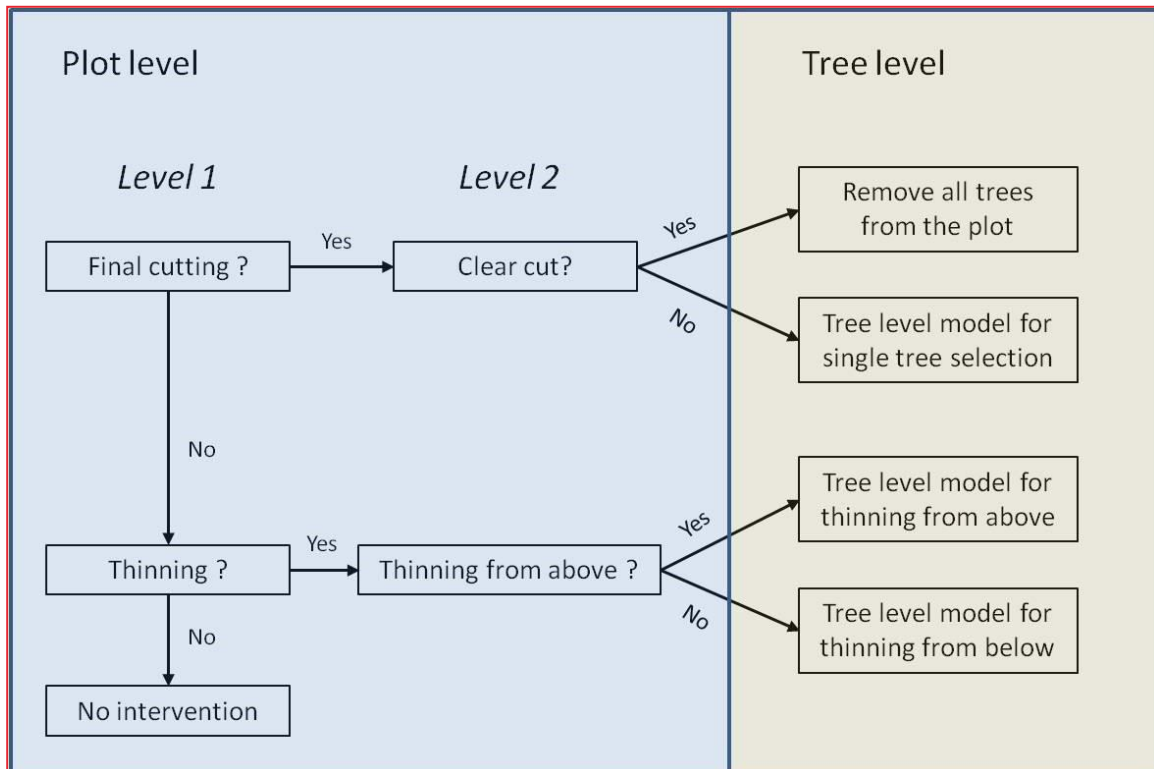 Plot level
Tree level
Level 1
Level 2
Final cutting ?
Yes
Clear cut?
Yes
Remove all trees
from the plot
No
Tree level model for
single tree selection
No
Thinning ?
Yes
Thinning from above ?
Yes
Tree level model for
thinning from above
No
Tree level model for
thinning from below
No
No intervention